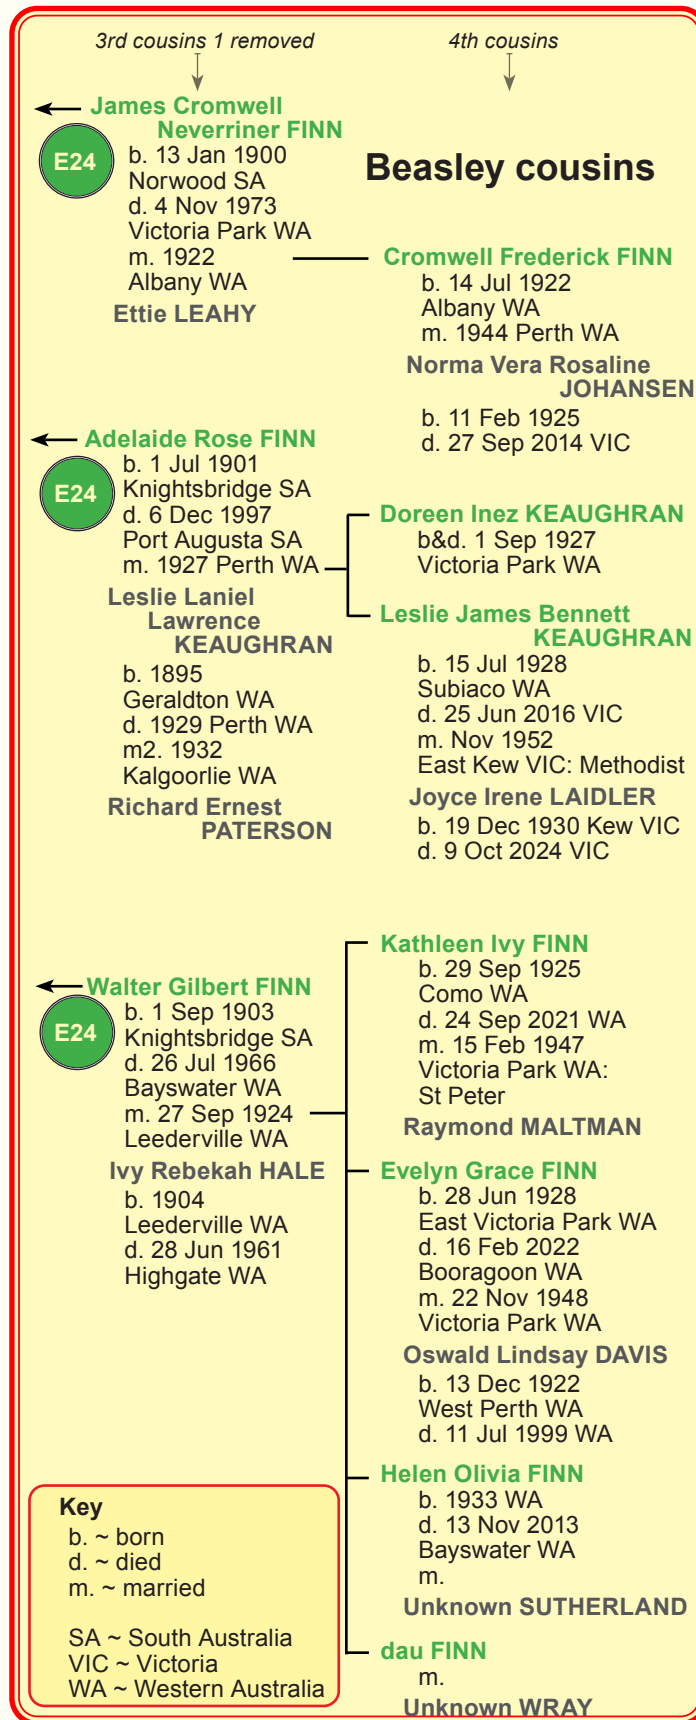 3rd cousins 1 removed
4th cousins
Beasley cousins
James Cromwell
Neverriner FINN
E24
b. 13 Jan 1900
Norwood SA
d. 4 Nov 1973
Victoria Park WA
m. 1922
Albany WA
Ettie LEAHY
Cromwell Frederick FINN
b. 14 Jul 1922
Albany WA
m. 1944 Perth WA
Norma Vera Rosaline
JOHANSEN
b. 11 Feb 1925
d. 27 Sep 2014 VIC
Adelaide Rose FINN
E24
b. 1 Jul 1901
Knightsbridge SA
d. 6 Dec 1997
Port Augusta SA
m. 1927 Perth WA
Leslie Laniel
Lawrence
KEAUGHRAN
b. 1895
Geraldton WA
d. 1929 Perth WA
m2. 1932
Kalgoorlie WA
Richard Ernest
PATERSON
Doreen Inez KEAUGHRAN
b&d. 1 Sep 1927
Victoria Park WA
Leslie James Bennett
KEAUGHRAN
b. 15 Jul 1928
Subiaco WA
d. 25 Jun 2016 VIC
m. Nov 1952
East Kew VIC: Methodist
Joyce Irene LAIDLER
b. 19 Dec 1930 Kew VIC
d. 9 Oct 2024 VIC
Walter Gilbert FINN
E24
b. 1 Sep 1903
Knightsbridge SA
d. 26 Jul 1966
Bayswater WA
m. 27 Sep 1924
Leederville WA
Ivy Rebekah HALE
b. 1904
Leederville WA
d. 28 Jun 1961
Highgate WA
Kathleen Ivy FINN
b. 29 Sep 1925
Como WA
d. 24 Sep 2021 WA
m. 15 Feb 1947
Victoria Park WA:
St Peter
Raymond MALTMAN
Evelyn Grace FINN
b. 28 Jun 1928
East Victoria Park WA
d. 16 Feb 2022
Booragoon WA
m. 22 Nov 1948
Victoria Park WA
Oswald Lindsay DAVIS
b. 13 Dec 1922
West Perth WA
d. 11 Jul 1999 WA
Helen Olivia FINN
b. 1933 WA
d. 13 Nov 2013
Bayswater WA
m.
Unknown SUTHERLAND
dau FINN
m.
Unknown WRAY
Key
b. ~ born
d. ~ died
m. ~ married
SA ~ South Australia
VIC ~ Victoria
WA ~ Western Australia